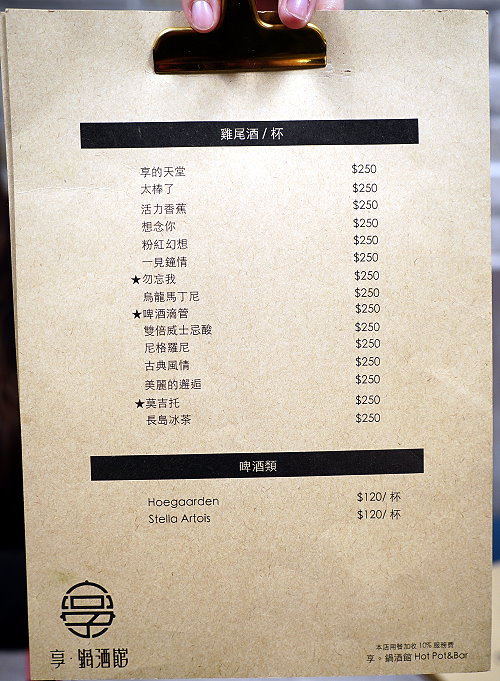 雞尾酒 / 杯
享的天堂 $250
太棒了 $250
活力香蕉 $250
想念你 $250
粉紅幻想 $250
一見鐘情 $250
★勿忘我 $250
烏龍馬丁尼 $250
★啤酒滴管 $250
雙倍威士忌酸 $250
尼格羅尼 $250
古典風情 $250
美麗的邂逅 $250
★莫吉托 $250
長島冰茶 $250
啤酒類
Hoegaarden $120/ 杯
Stella Artois $120/ 杯
享
享·鍋酒館
本店用餐加收 10% 服務費
享。鍋酒館 Hot Pot&Bar